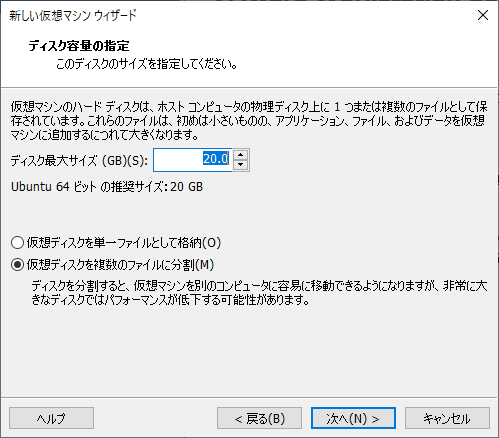 新しい仮想マシン ウィザード
ディスク容量の指定
このディスクのサイズを指定してください。
仮想マシンのハード ディスクは、ホスト コンピュータの物理ディスク上に 1 つまたは複数のファイルとして保
存されています。これらのファイルは、初めは小さいものの、アプリケーション、ファイル、およびデータを仮想
マシンに追加するにつれて大きくなります。
ディスク最大サイズ (GB)(S): 20.0
Ubuntu 64 ビット の推奨サイズ: 20 GB
仮想ディスクを単一ファイルとして格納(O)
仮想ディスクを複数のファイルに分割(M)
ディスクを分割すると、仮想マシンを別のコンピュータに容易に移動できるようになりますが、非常に大
きなディスクではパフォーマンスが低下する可能性があります。
ヘルプ < 戻る(B) 次へ(N) > キャンセル